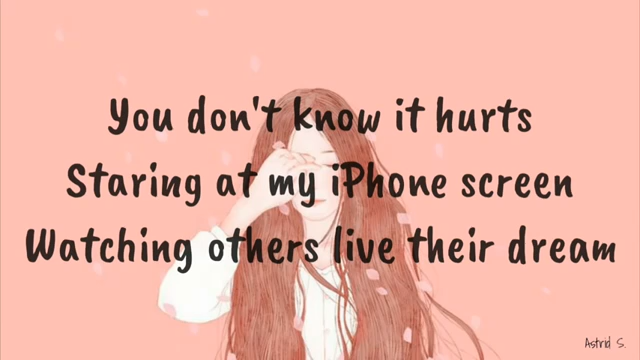 You don't know it hurts
Staring at my iPhone screen
Watching others live their dream
Astrid S.